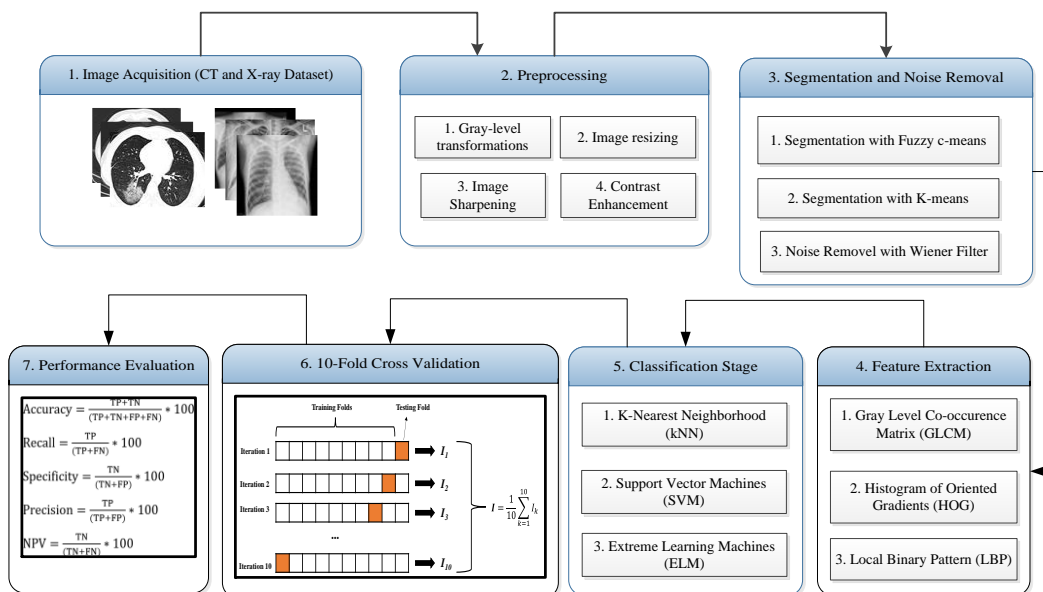 1. Image Acquisition (CT and X-ray Dataset)
2. Preprocessing
1. Gray-level
transformations
2. Image resizing
3. Image
Sharpening
4. Contrast
Enhancement
3. Segmentation and Noise Removal
1. Segmentation with Fuzzy c-means
2. Segmentation with K-means
3. Noise Removel with Wiener Filter
4. Feature Extraction
1. Gray Level Co-occurence
Matrix (GLCM)
2. Histogram of Oriented
Gradients (HOG)
3. Local Binary Pattern (LBP)
5. Classification Stage
1. K-Nearest Neighborhood
(kNN)
2. Support Vector Machines
(SVM)
3. Extreme Learning Machines
(ELM)
6. 10-Fold Cross Validation
Training Folds Testing Fold
Iteration 1 I1
Iteration 2 I2
Iteration 3 I3
...
Iteration 10 I10
I = 1/10 ∑ k=1 10 Ik
7. Performance Evaluation
Accuracy = TP+TN/(TP+TN+FP+FN) * 100
Recall = TP/(TP+FN) * 100
Specificity = TN/(TN+FP) * 100
Precision = TP/(TP+FP) * 100
NPV = TN/(TN+FN) * 100